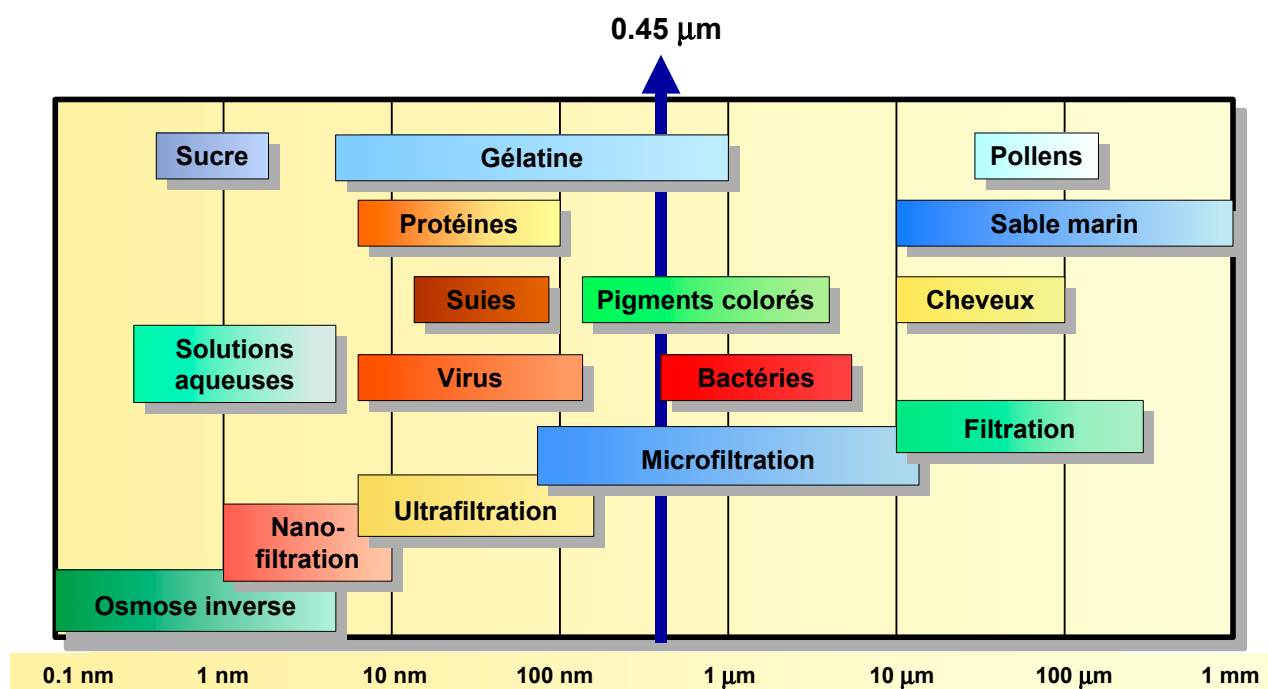 0.45 μm
Sucre
Gélatine
Pollens
Protéines
Sable marin
Suies
Pigments colorés
Cheveux
Solutions
aqueuses
Virus
Bactéries
Filtration
Microfiltration
Ultrafiltration
Nano-
filtration
Osmose inverse
0.1 nm
1 nm
10 nm
100 nm
1 μm
10 μm
100 μm
1 mm